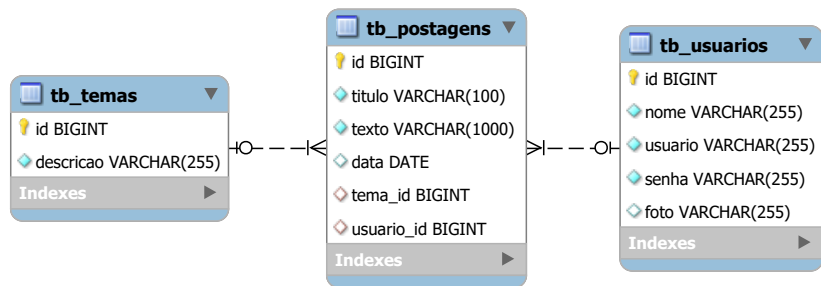 tb_temas
id BIGINT
descricao VARCHAR(255)
Indexes
tb_postagens
id BIGINT
titulo VARCHAR(100)
texto VARCHAR(1000)
data DATE
tema_id BIGINT
usuario_id BIGINT
Indexes
tb_usuarios
id BIGINT
nome VARCHAR(255)
usuario VARCHAR(255)
senha VARCHAR(255)
foto VARCHAR(255)
Indexes